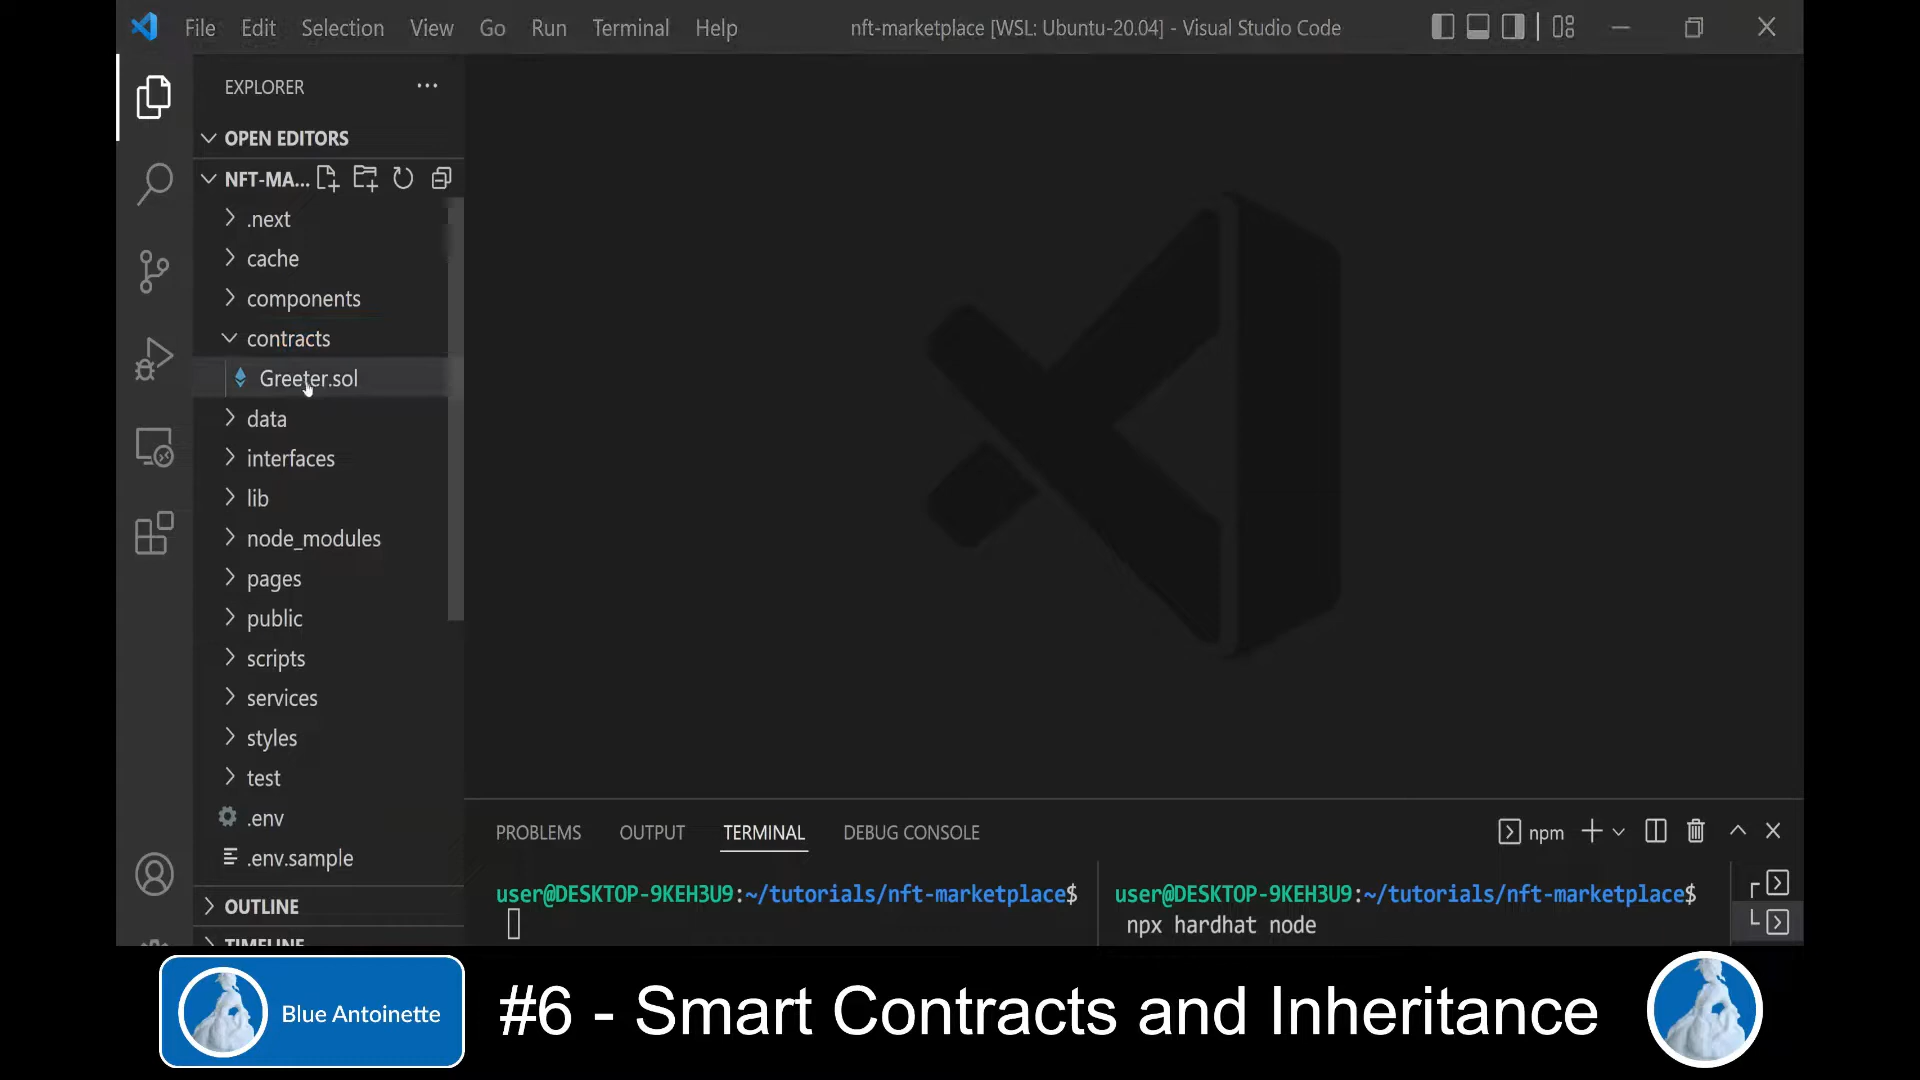 File Edit Selection View Go Run Terminal Help
nft-marketplace [WSL: Ubuntu-20.04] - Visual Studio Code
EXPLORER
OPEN EDITORS
NFT-MA...
.next
cache
components
contracts
Greeter.sol
data
interfaces
lib
node_modules
pages
public
scripts
services
styles
test
.env
.env.sample
OUTLINE
TIMELINE
PROBLEMS OUTPUT TERMINAL DEBUG CONSOLE
npm
user@DESKTOP-9KEH3U9:~/tutorials/nft-marketplace$
user@DESKTOP-9KEH3U9:~/tutorials/nft-marketplace$
npx hardhat node
Blue Antoinette
#6 - Smart Contracts and Inheritance